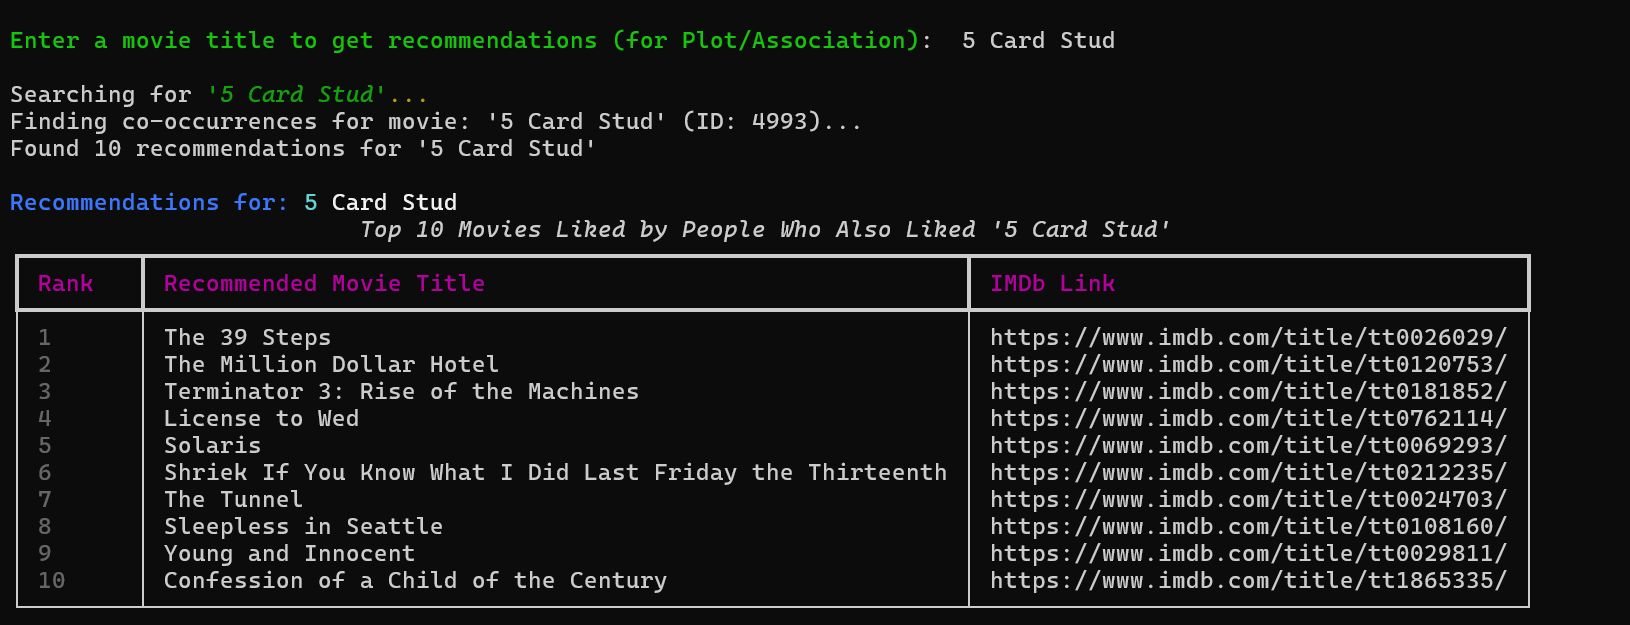 Enter a movie title to get recommendations (for Plot/Association):  5 Card Stud
Searching for '5 Card Stud'...
Finding co-occurrences for movie: '5 Card Stud' (ID: 4993)...
Found 10 recommendations for '5 Card Stud'
Recommendations for: 5 Card Stud
Top 10 Movies Liked by People Who Also Liked '5 Card Stud'
Rank Recommended Movie Title IMDb Link
1 The 39 Steps https://www.imdb.com/title/tt0026029/
2 The Million Dollar Hotel https://www.imdb.com/title/tt0120753/
3 Terminator 3: Rise of the Machines https://www.imdb.com/title/tt0181852/
4 License to Wed https://www.imdb.com/title/tt0762114/
5 Solaris https://www.imdb.com/title/tt0069293/
6 Shriek If You Know What I Did Last Friday the Thirteenth https://www.imdb.com/title/tt0212235/
7 The Tunnel https://www.imdb.com/title/tt0024703/
8 Sleepless in Seattle https://www.imdb.com/title/tt0108160/
9 Young and Innocent https://www.imdb.com/title/tt0029811/
10 Confession of a Child of the Century https://www.imdb.com/title/tt1865335/